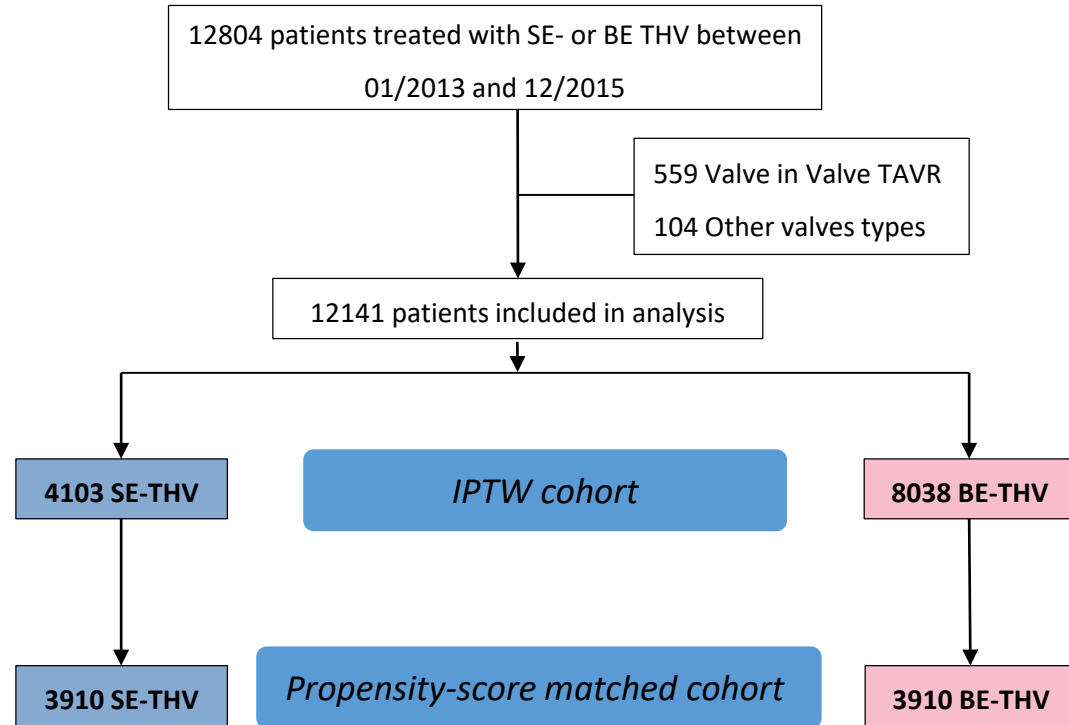 12804 patients treated with SE- or BE THV between
01/2013 and 12/2015
559 Valve in Valve TAVR
104 Other valves types
12141 patients included in analysis
4103 SE-THV
IPTW cohort
8038 BE-THV
3910 SE-THV
Propensity-score matched cohort
3910 BE-THV